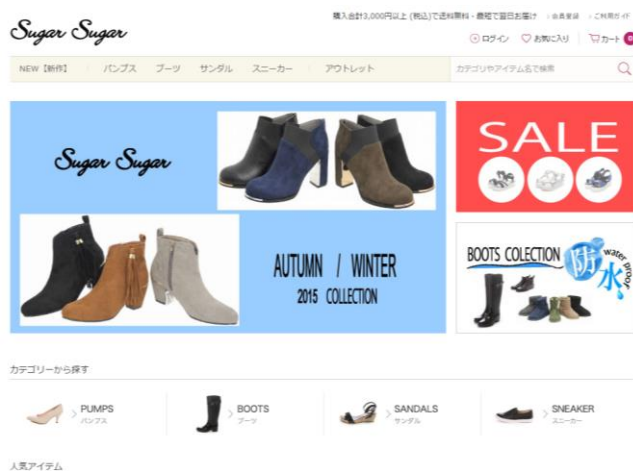 購入合計3,000円以上 (税込)で送料無料・最短で翌日お届け 会員登録 ご利用ガイド
Sugar Sugar
ログイン お気に入り カート 0
NEW【新作】 パンプス ブーツ サンダル スニーカー アウトレット カテゴリやアイテム名で検索
Sugar Sugar
SALE
AUTUMN / WINTER
2015 COLLECTION
BOOTS COLECTION 防水 water proof
カテゴリーから探す
PUMPS
パンプス
BOOTS
ブーツ
SANDALS
サンダル
SNEAKER
スニーカー
人気アイテム